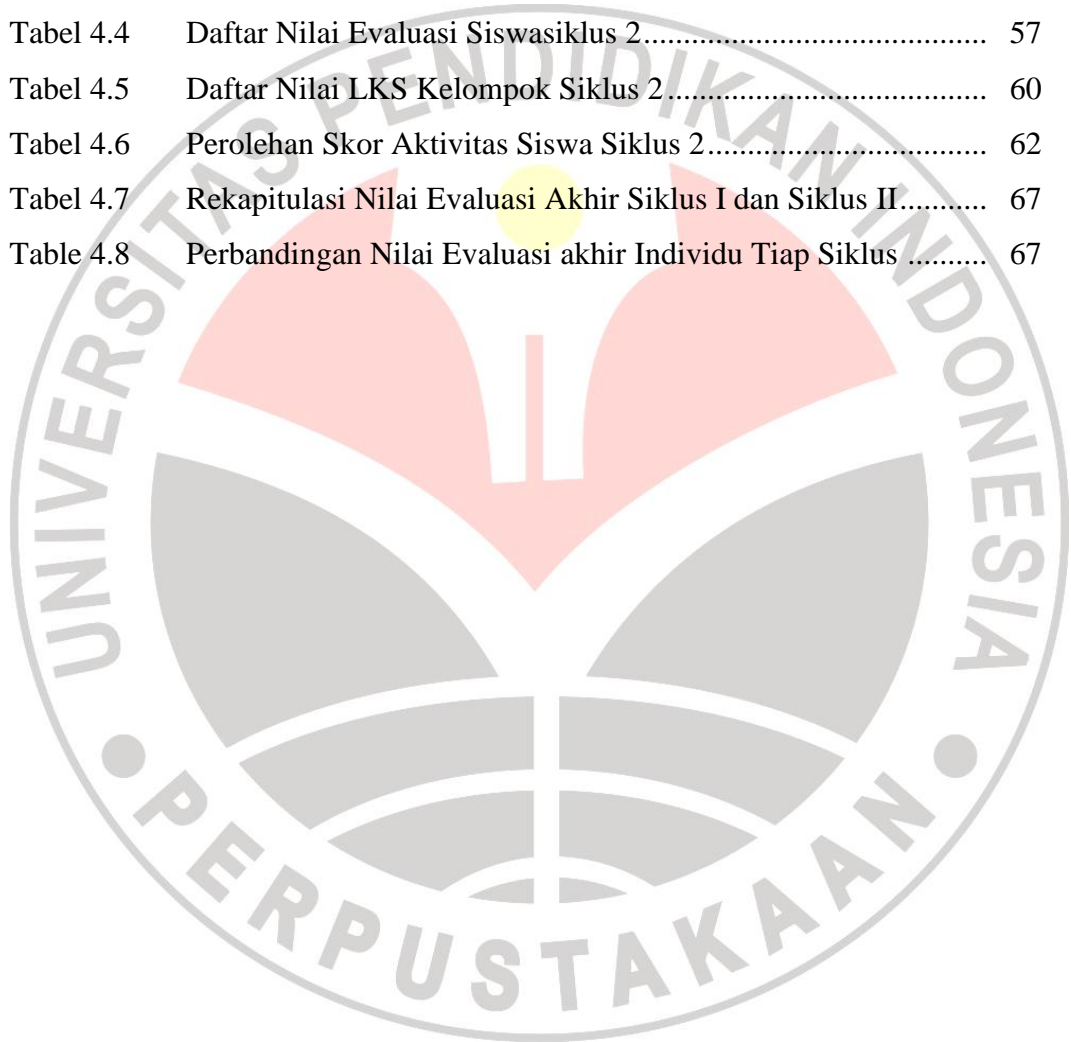 Tabel 4.4 Daftar Nilai Evaluasi Siswasiklus 2..................................... 57
Tabel 4.5 Daftar Nilai LKS Kelompok Siklus 2.................................. 60
Tabel 4.6 Perolehan Skor Aktivitas Siswa Siklus 2.............................. 62
Tabel 4.7 Rekapitulasi Nilai Evaluasi Akhir Siklus I dan Siklus II........... 67
Table 4.8 Perbandingan Nilai Evaluasi akhir Individu Tiap Siklus .......... 67
UNIVERSITAS PENDIDIKAN INDONESIA
PERPUSTAKAAN